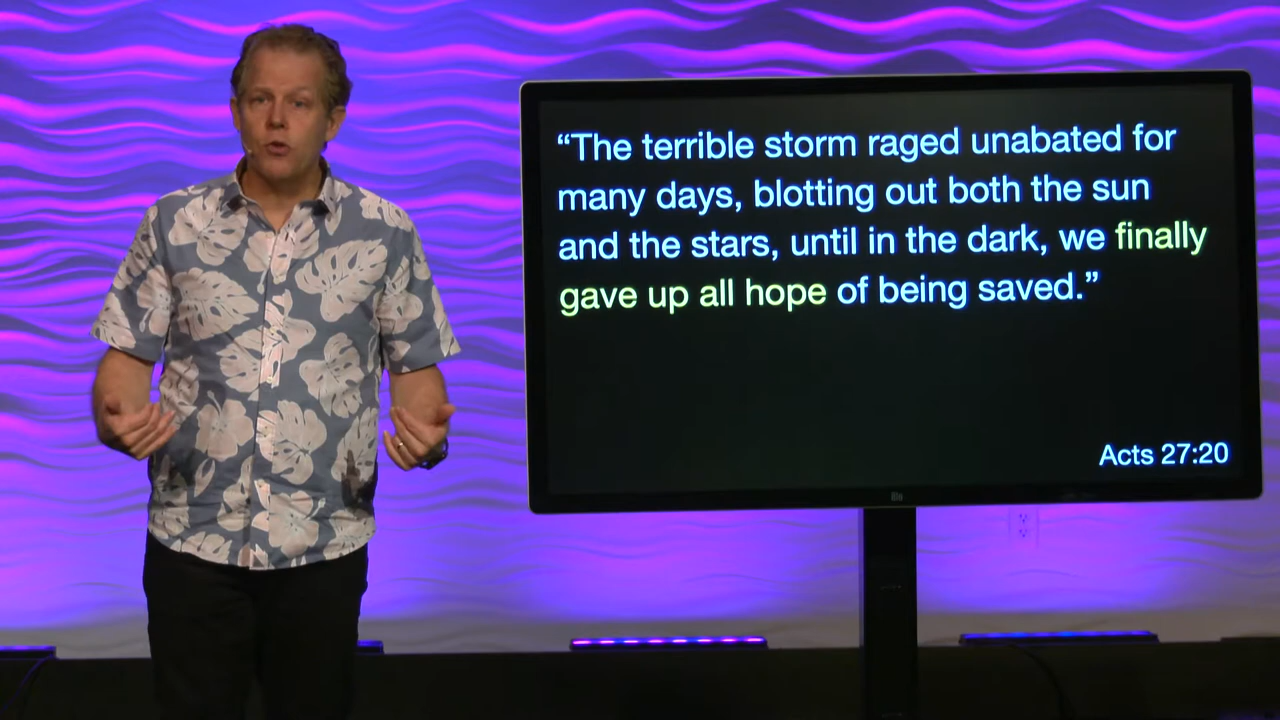 “The terrible storm raged unabated for
many days, blotting out both the sun
and the stars, until in the dark, we finally
gave up all hope of being saved.”
Acts 27:20
elo